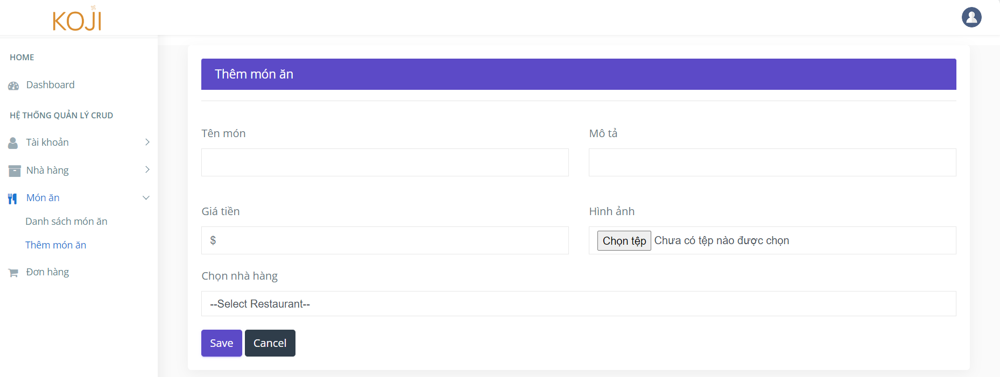 KOJI
HOME
Dashboard
HỆ THỐNG QUẢN LÝ CRUD
Tài khoản
Nhà hàng
Món ăn
Danh sách món ăn
Thêm món ăn
Đơn hàng
Thêm món ăn
Tên món
Mô tả
Giá tiền
$
Hình ảnh
Chọn tệp Chưa có tệp nào được chọn
Chọn nhà hàng
--Select Restaurant--
Save Cancel